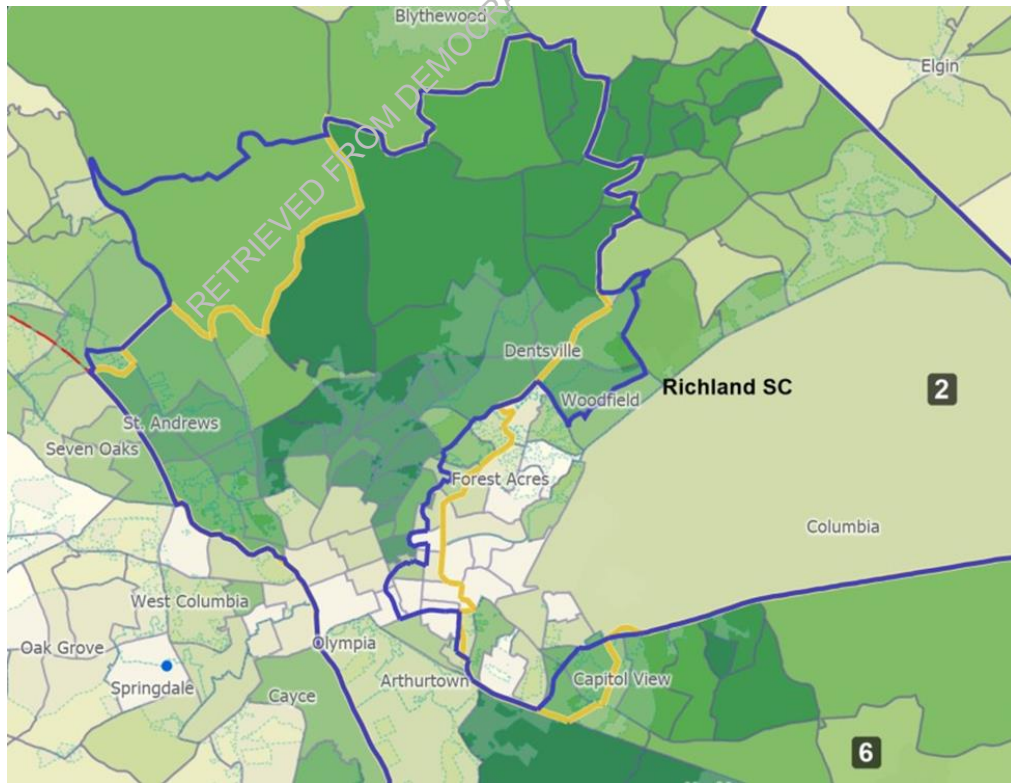 Blythewood
Elgin
RETRIEVED FROM DEMOCRA
Dentsville
Richland SC
2
Woodfield
St. Andrews
Seven Oaks
Forest Acres
Columbia
West Columbia
Oak Grove
Olympia
Springdale
Arthurtown
Capitol View
Cayce
6